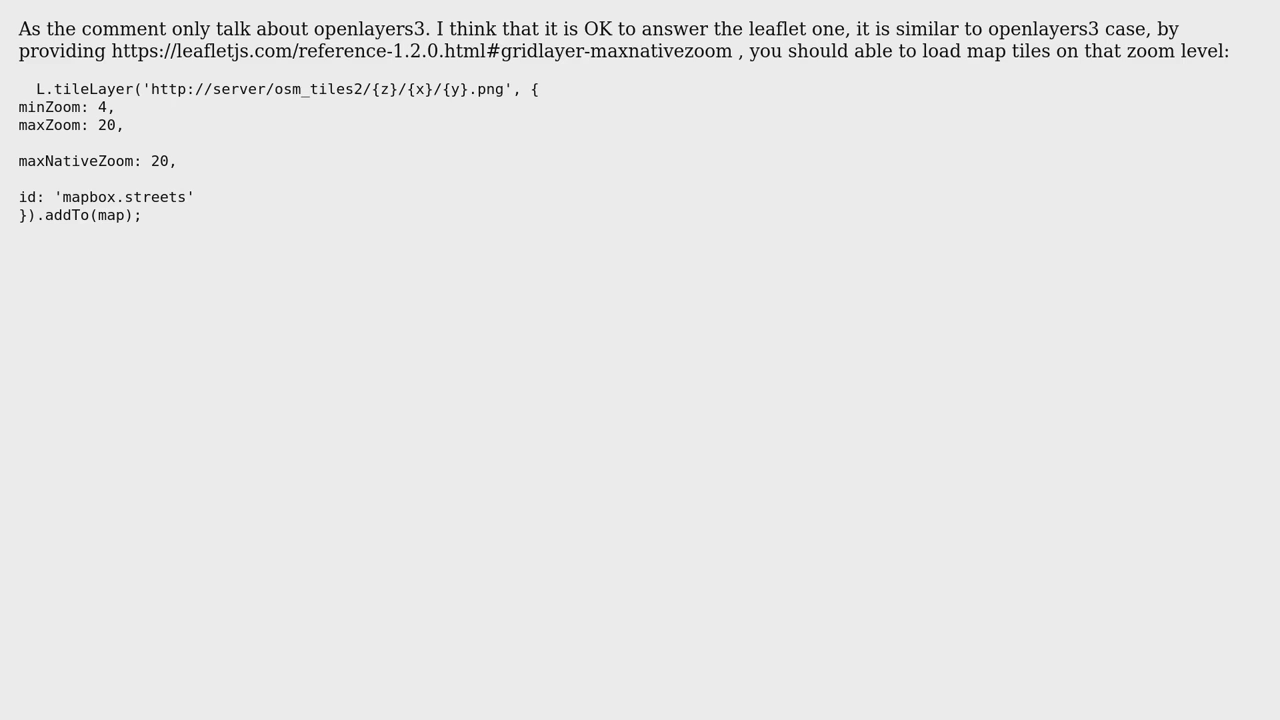 As the comment only talk about openlayers3. I think that it is OK to answer the leaflet one, it is similar to openlayers3 case, by
providing https://leafletjs.com/reference-1.2.0.html#gridlayer-maxnativezoom , you should able to load map tiles on that zoom level:
L.tileLayer('http://server/osm_tiles2/{z}/{x}/{y}.png', {
minZoom: 4,
maxZoom: 20,
maxNativeZoom: 20,
id: 'mapbox.streets'
}).addTo(map);